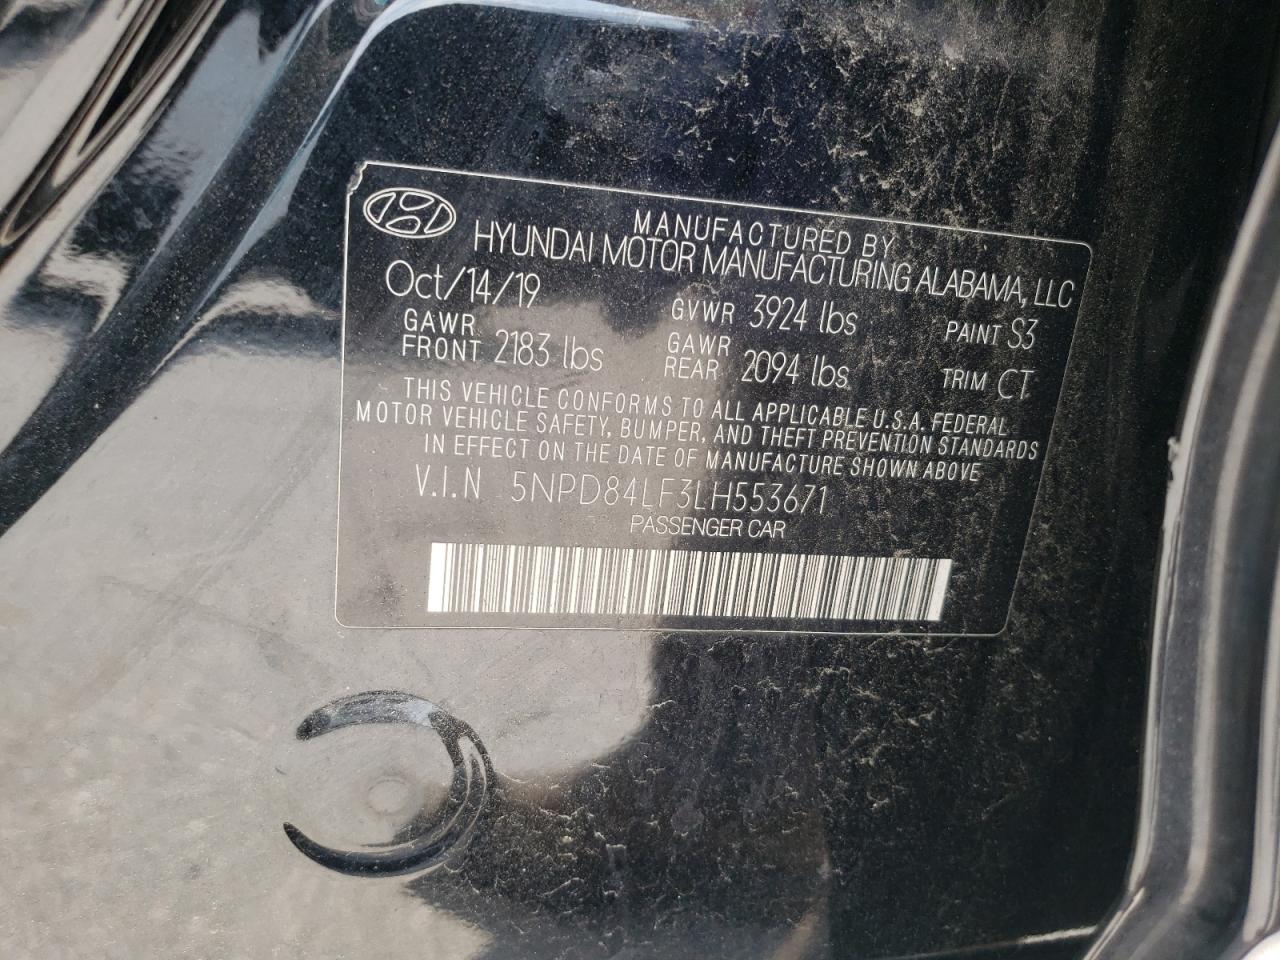 MANUFACTURED BY
HYUNDAI MOTOR MANUFACTURING ALABAMA, LLC
Oct/14/19 GVWR 3924 lbs PAINT S3
GAWR FRONT 2183 lbs GAWR REAR 2094 lbs TRIM CT
THIS VEHICLE CONFORMS TO ALL APPLICABLE U.S.A. FEDERAL
MOTOR VEHICLE SAFETY, BUMPER, AND THEFT PREVENTION STANDARDS
IN EFFECT ON THE DATE OF MANUFACTURE SHOWN ABOVE
V.I.N 5NPD84LF3LH553671
PASSENGER CAR